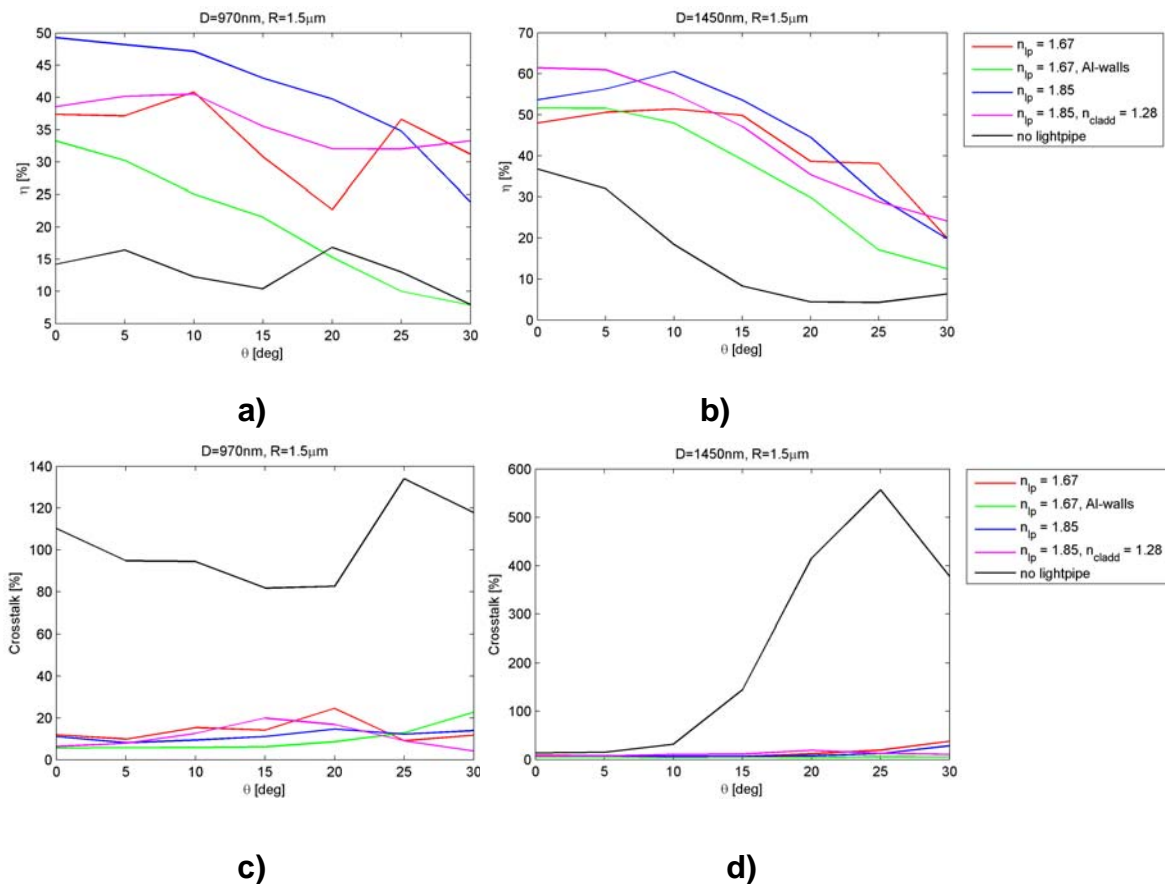 D=970nm, R=1.5μm
50
45
40
35
30
25
20
15
10
5
η [%]
0 5 10 15 20 25 30
θ [deg]
a)
D=1450nm, R=1.5μm
70
60
50
40
30
20
10
0
η [%]
0 5 10 15 20 25 30
θ [deg]
b)
n_lp = 1.67
n_lp = 1.67, Al-walls
n_lp = 1.85
n_lp = 1.85, n_cladd = 1.28
no lightpipe
D=970nm, R=1.5μm
140
120
100
80
60
40
20
0
Crosstalk [%]
0 5 10 15 20 25 30
θ [deg]
c)
D=1450nm, R=1.5μm
600
500
400
300
200
100
0
Crosstalk [%]
0 5 10 15 20 25 30
θ [deg]
d)
n_lp = 1.67
n_lp = 1.67, Al-walls
n_lp = 1.85
n_lp = 1.85, n_cladd = 1.28
no lightpipe